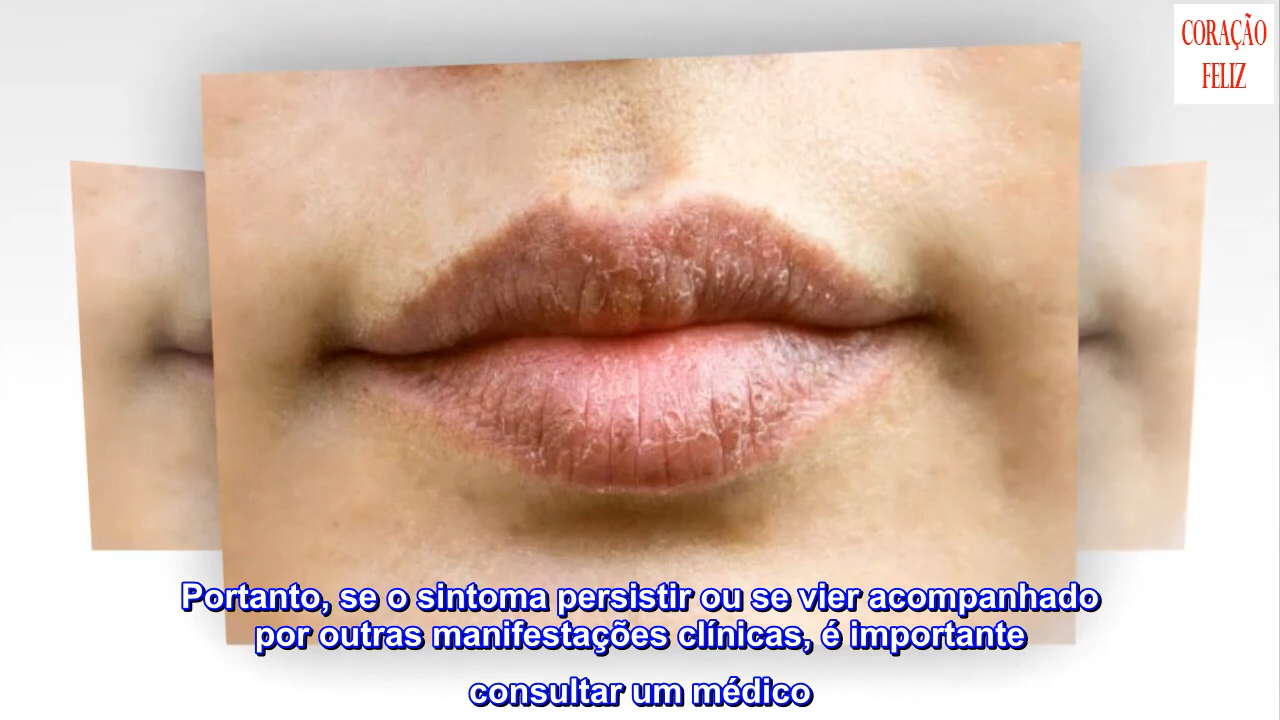 CORAÇÃO
FELIZ
Portanto, se o sintoma persistir ou se vier acompanhado
por outras manifestações clínicas, é importante
consultar um médico